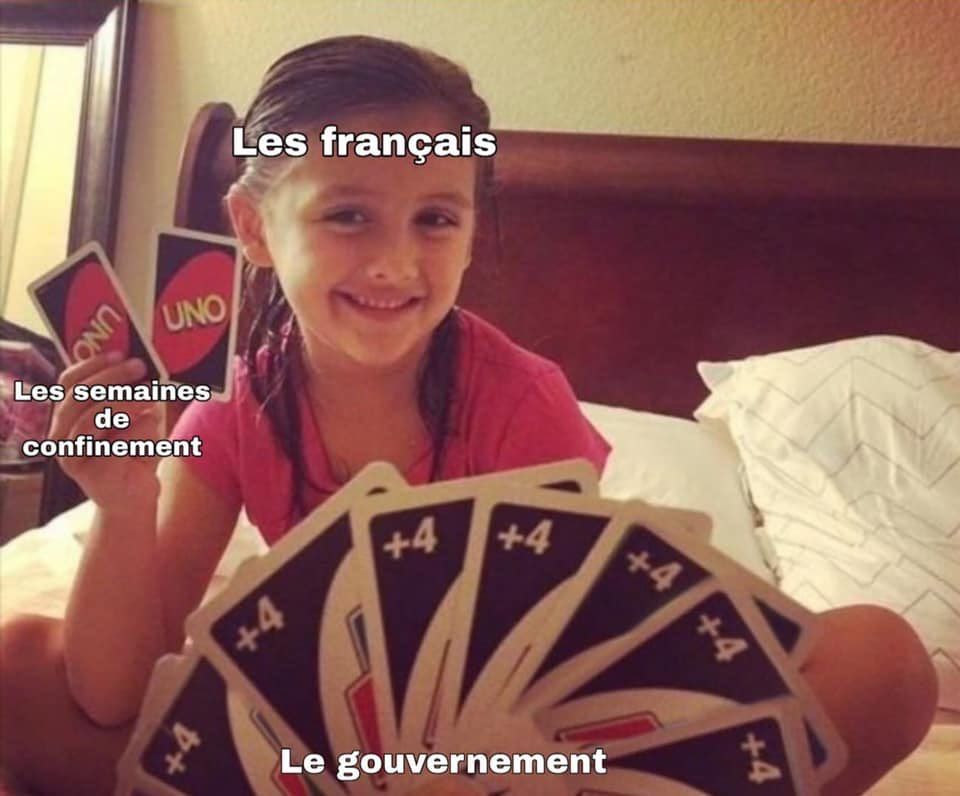 Les français
UNO
UNO
Les semaines
de
confinement
+4
+4
+4
+4
+4
+4
+4
Le gouvernement